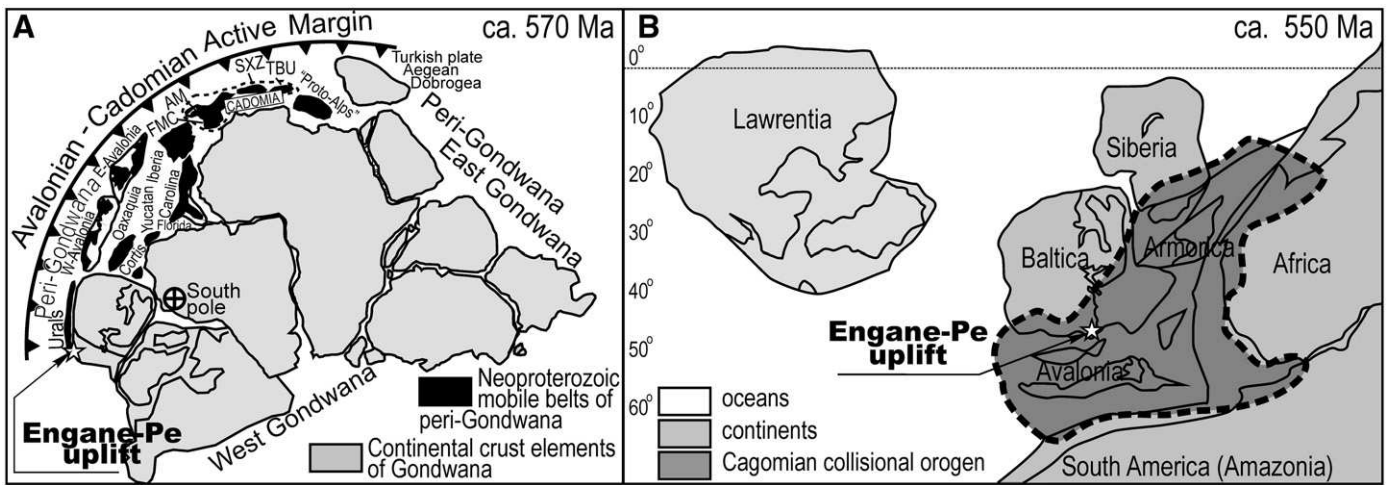 A
ca. 570 Ma
Avalonian - Cadomian Active Margin
Turkish plate
Aegean
Dobrogea
SXZ
TBU
AM
CADOMIA
"Proto-Alps"
FMC
Peri-Gondwana
East Gondwana
Peri-Gondwana
E-Avalonia
W-Avalonia
Oaxaquia
Yucatan
Iberia
Carolina
Florida
Cortis
Urals
South
pole
West Gondwana
Engane-Pe
uplift
Neoproterozoic
mobile belts of
peri-Gondwana
Continental crust elements
of Gondwana
B
ca. 550 Ma
0°
10°
20°
30°
40°
50°
60°
Lawrentia
Siberia
Baltica
Armorica
Africa
Engane-Pe
uplift
Avalonia
oceans
continents
Cagomian collisional orogen
South America (Amazonia)